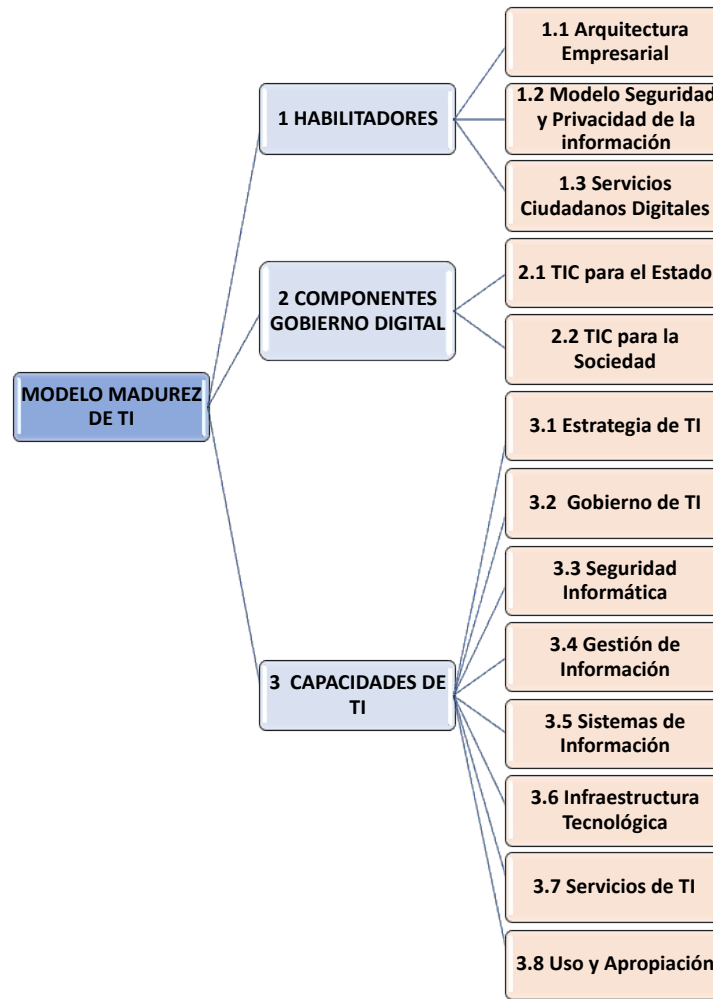 1.1 Arquitectura
Empresarial
1 HABILITADORES
1.2 Modelo Seguridad
y Privacidad de la
información
1.3 Servicios
Ciudadanos Digitales
2 COMPONENTES
GOBIERNO DIGITAL
2.1 TIC para el Estado
2.2 TIC para la
Sociedad
MODELO MADUREZ
DE TI
3 CAPACIDADES DE
TI
3.1 Estrategia de TI
3.2 Gobierno de TI
3.3 Seguridad
Informática
3.4 Gestión de
Información
3.5 Sistemas de
Información
3.6 Infraestructura
Tecnológica
3.7 Servicios de TI
3.8 Uso y Apropiación